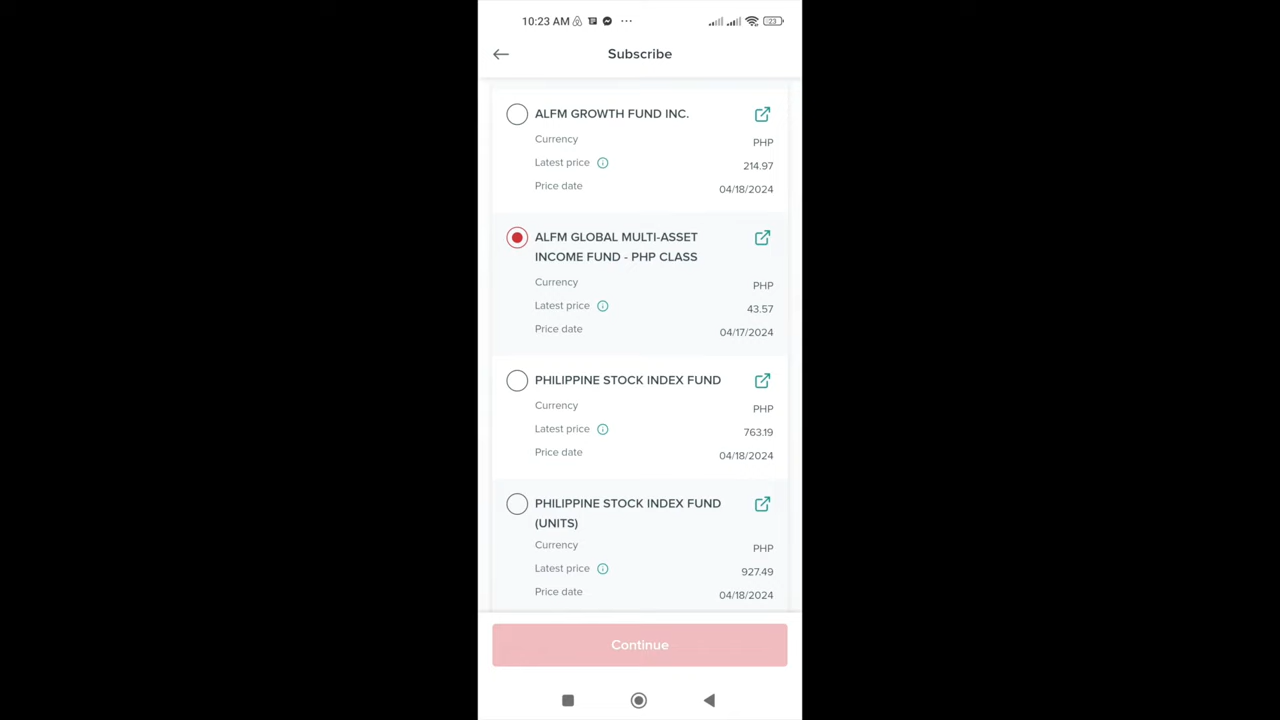 10:23 AM ...
23
Subscribe
ALFM GROWTH FUND INC.
Currency
PHP
Latest price
214.97
Price date
04/18/2024
ALFM GLOBAL MULTI-ASSET
INCOME FUND - PHP CLASS
Currency
PHP
Latest price
43.57
Price date
04/17/2024
PHILIPPINE STOCK INDEX FUND
Currency
PHP
Latest price
763.19
Price date
04/18/2024
PHILIPPINE STOCK INDEX FUND
(UNITS)
Currency
PHP
Latest price
927.49
Price date
04/18/2024
Continue